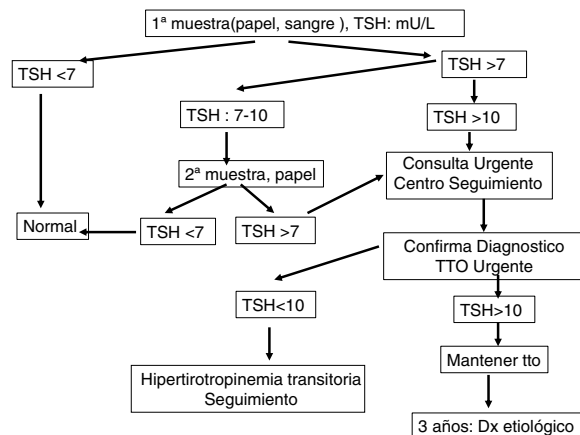 1ª muestra(papel, sangre ), TSH: mU/L
TSH <7
TSH >7
TSH : 7-10
TSH >10
2ª muestra, papel
Consulta Urgente
Centro Seguimiento
Normal
TSH <7
TSH >7
Confirma Diagnostico
TTO Urgente
TSH<10
TSH>10
Hipertirotropinemia transitoria
Seguimiento
Mantener tto
3 años: Dx etiológico